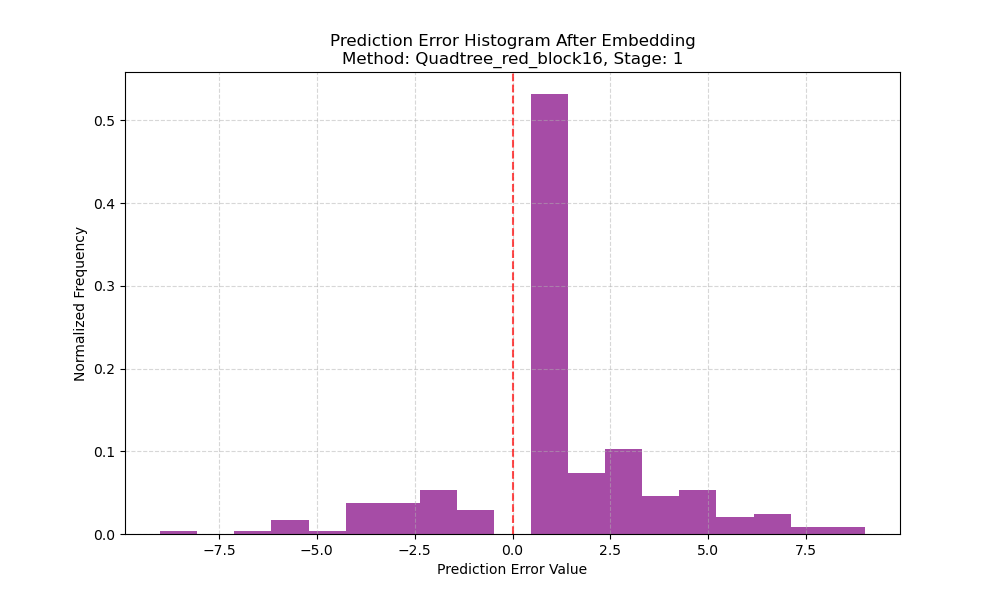 Prediction Error Histogram After Embedding
Method: Quadtree_red_block16, Stage: 1
Normalized Frequency
0.5
0.4
0.3
0.2
0.1
0.0
−7.5 −5.0 −2.5 0.0 2.5 5.0 7.5
Prediction Error Value